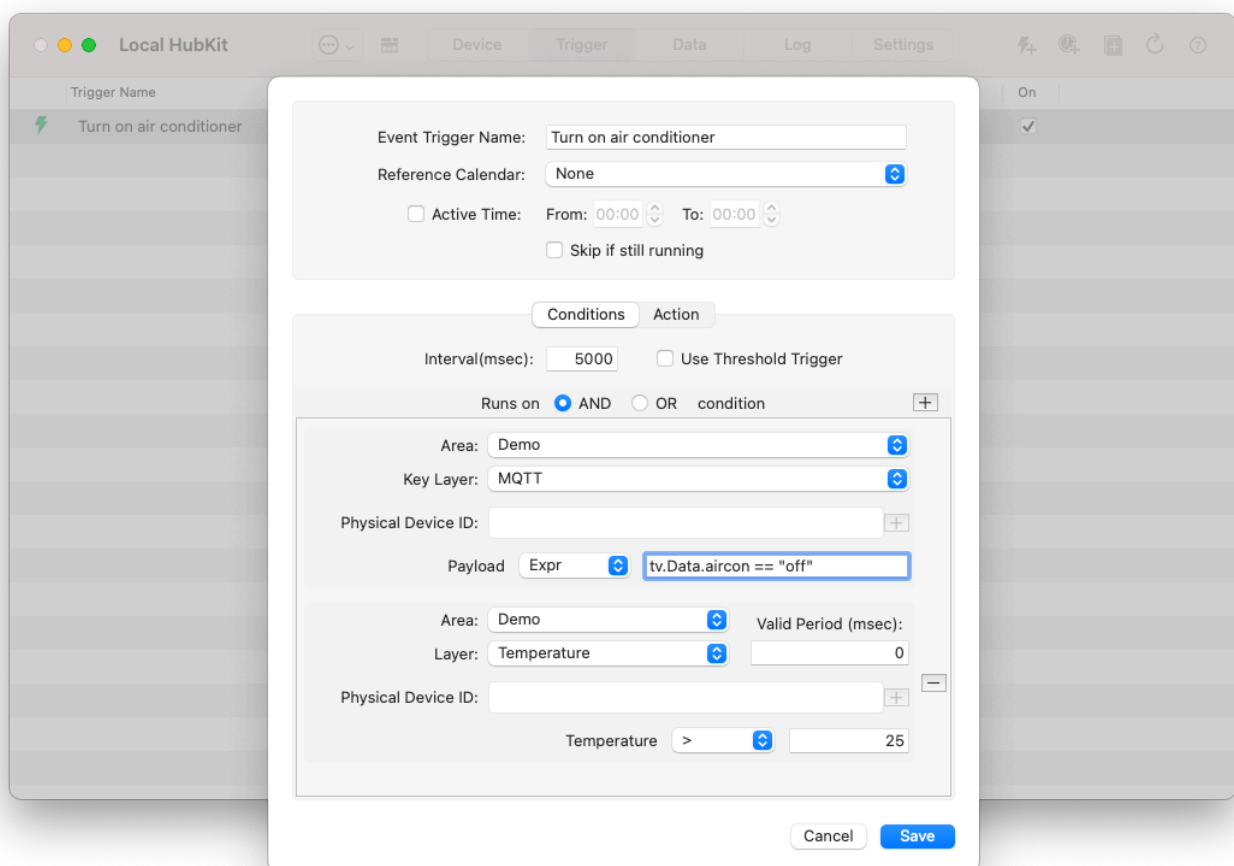 Local HubKit
Device
Trigger
Data
Log
Settings
Trigger Name
On
Turn on air conditioner
Event Trigger Name: Turn on air conditioner
Reference Calendar: None
Active Time: From: 00:00 To: 00:00
Skip if still running
Conditions Action
Interval(msec): 5000 Use Threshold Trigger
Runs on AND OR condition
Area: Demo
Key Layer: MQTT
Physical Device ID:
Payload Expr tv.Data.aircon == "off"
Area: Demo Valid Period (msec):
Layer: Temperature 0
Physical Device ID:
Temperature > 25
Cancel Save